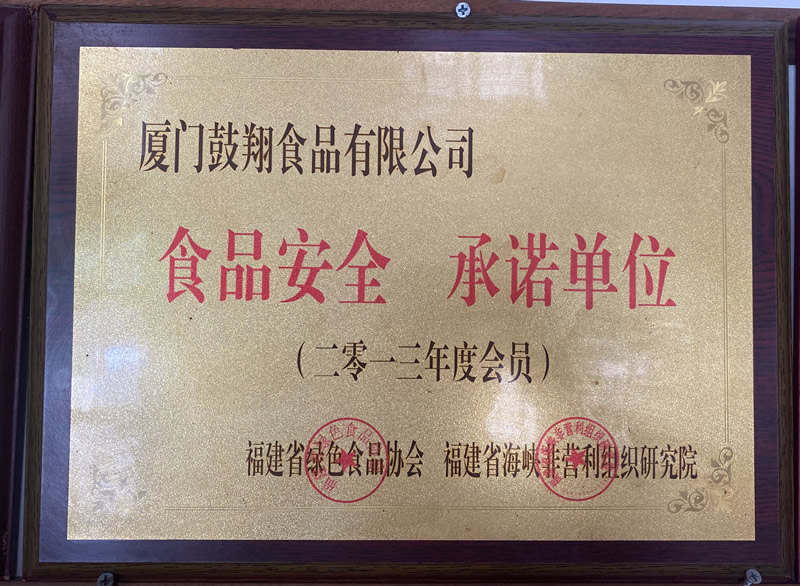 厦门鼓翔食品有限公司
食品安全 承诺单位
（二零一三年度会员）
福建省绿色食品协会 福建省海峡非营利组织研究院